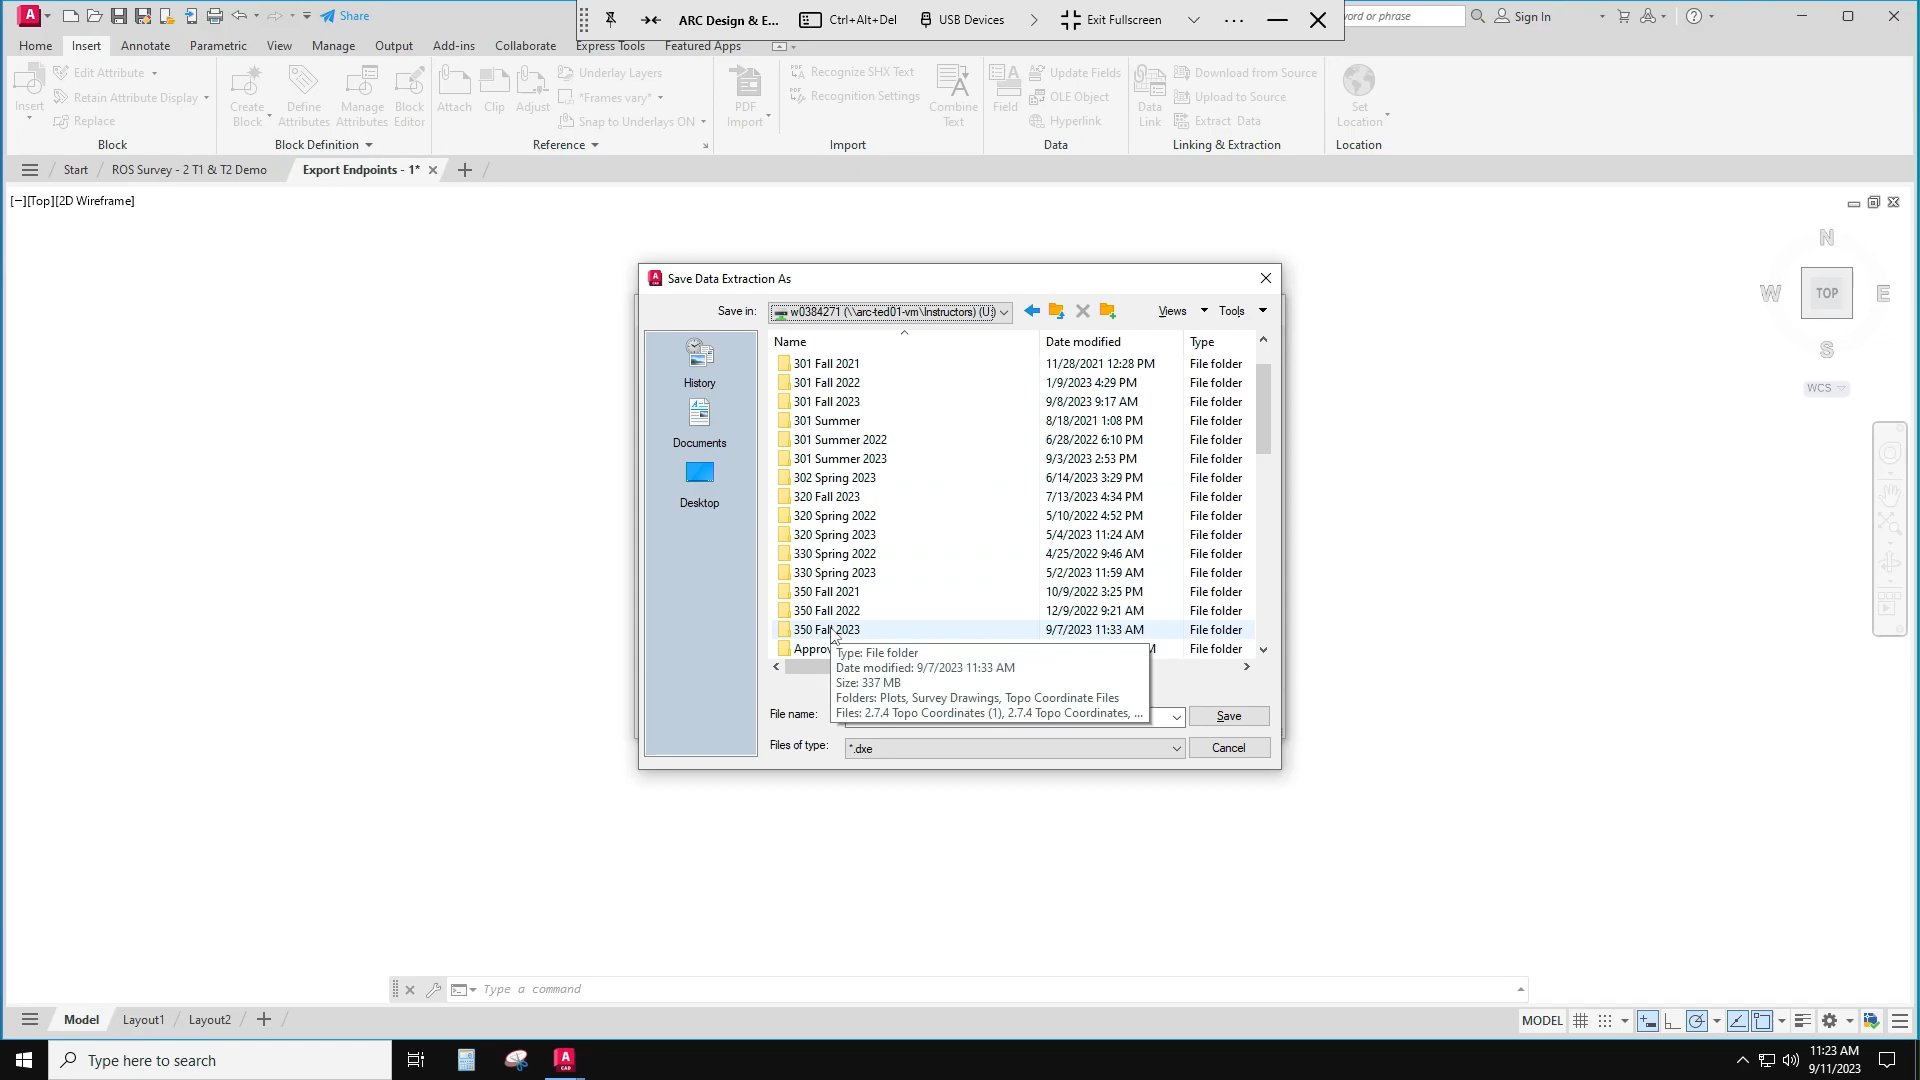 Share
ARC Design & E...
Ctrl+Alt+Del
USB Devices
Exit Fullscreen
word or phrase
Sign In
Home
Insert
Annotate
Parametric
View
Manage
Output
Add-ins
Collaborate
Express Tools
Featured Apps
Insert
Edit Attribute
Retain Attribute Display
Replace
Block
Create
Block
Define
Attributes
Manage
Attributes
Block
Editor
Block Definition
Attach
Clip
Adjust
Underlay Layers
*Frames vary*
Snap to Underlays ON
Reference
PDF
Import
Recognize SHX Text
Recognition Settings
Combine
Text
Import
Field
Update Fields
OLE Object
Hyperlink
Data
Data
Link
Download from Source
Upload to Source
Extract Data
Linking & Extraction
Set
Location
Location
Start
ROS Survey - 2 T1 & T2 Demo
Export Endpoints - 1*
[−][Top][2D Wireframe]
N
W
TOP
E
S
WCS
Save Data Extraction As
Save in:
w0384271 (\\arc-ted01-vm\Instructors) (U:)
Views
Tools
History
Documents
Desktop
Name
Date modified
Type
301 Fall 2021 11/28/2021 12:28 PM File folder
301 Fall 2022 1/9/2023 4:29 PM File folder
301 Fall 2023 9/8/2023 9:17 AM File folder
301 Summer 8/18/2021 1:08 PM File folder
301 Summer 2022 6/28/2022 6:10 PM File folder
301 Summer 2023 9/3/2023 2:53 PM File folder
302 Spring 2023 6/14/2023 3:29 PM File folder
320 Fall 2023 7/13/2023 4:34 PM File folder
320 Spring 2022 5/10/2022 4:52 PM File folder
320 Spring 2023 5/4/2023 11:24 AM File folder
330 Spring 2022 4/25/2022 9:46 AM File folder
330 Spring 2023 5/2/2023 11:59 AM File folder
350 Fall 2021 10/9/2022 3:25 PM File folder
350 Fall 2022 12/9/2022 9:21 AM File folder
350 Fall 2023 9/7/2023 11:33 AM File folder
File folder
Type: File folder
Date modified: 9/7/2023 11:33 AM
Size: 337 MB
Folders: Plots, Survey Drawings, Topo Coordinate Files
Files: 2.7.4 Topo Coordinates (1), 2.7.4 Topo Coordinates, ...
File name:
Save
Files of type:
*.dxe
Cancel
Type a command
Model
Layout1
Layout2
MODEL
Type here to search
11:23 AM
9/11/2023